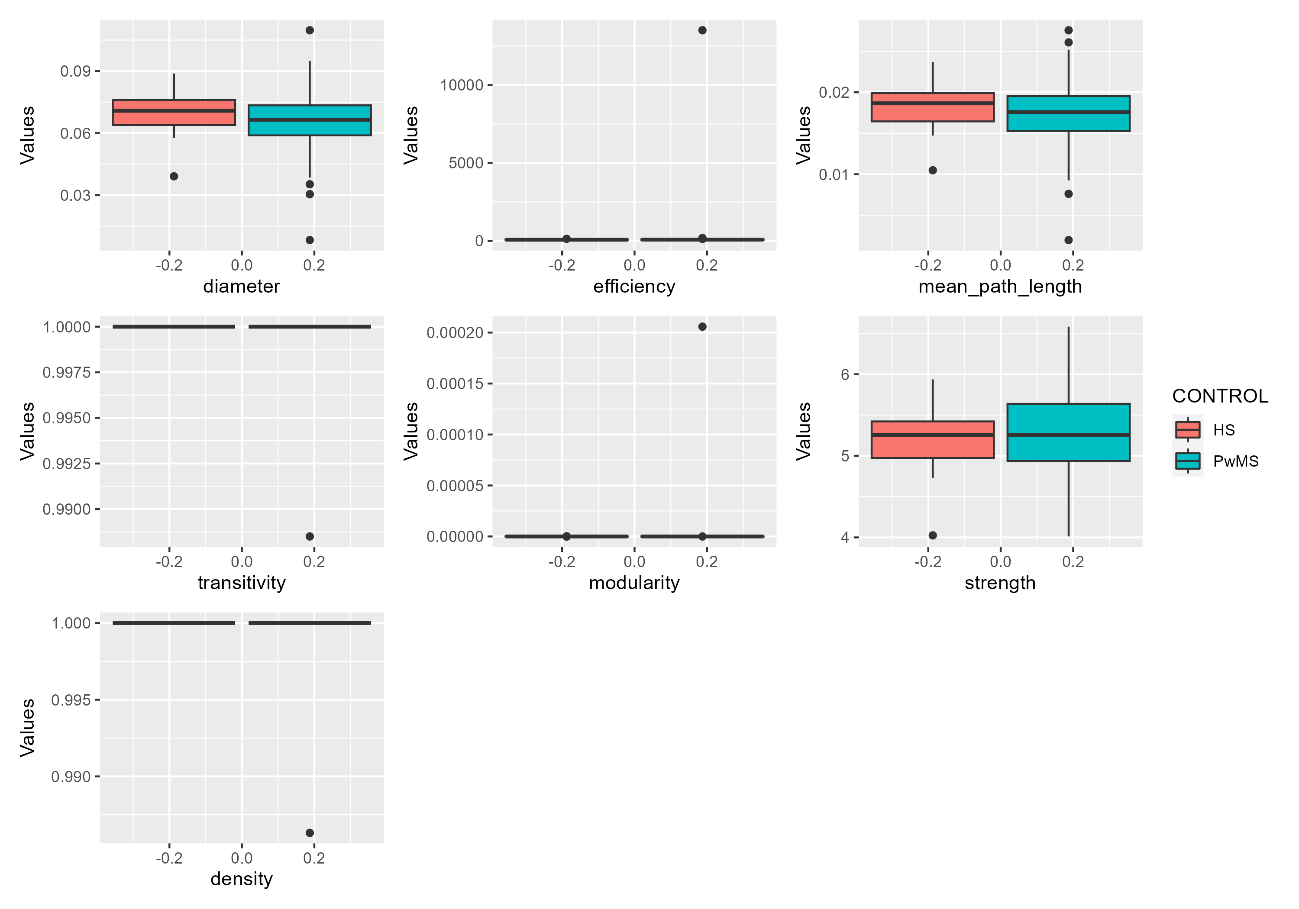 Values
0.09
0.06
0.03
-0.2 0.0 0.2
diameter
Values
10000
5000
0
-0.2 0.0 0.2
efficiency
Values
0.02
0.01
-0.2 0.0 0.2
mean_path_length
Values
1.0000
0.9975
0.9950
0.9925
0.9900
-0.2 0.0 0.2
transitivity
Values
0.00020
0.00015
0.00010
0.00005
0.00000
-0.2 0.0 0.2
modularity
Values
6
5
4
-0.2 0.0 0.2
strength
CONTROL
HS
PwMS
Values
1.000
0.995
0.990
-0.2 0.0 0.2
density